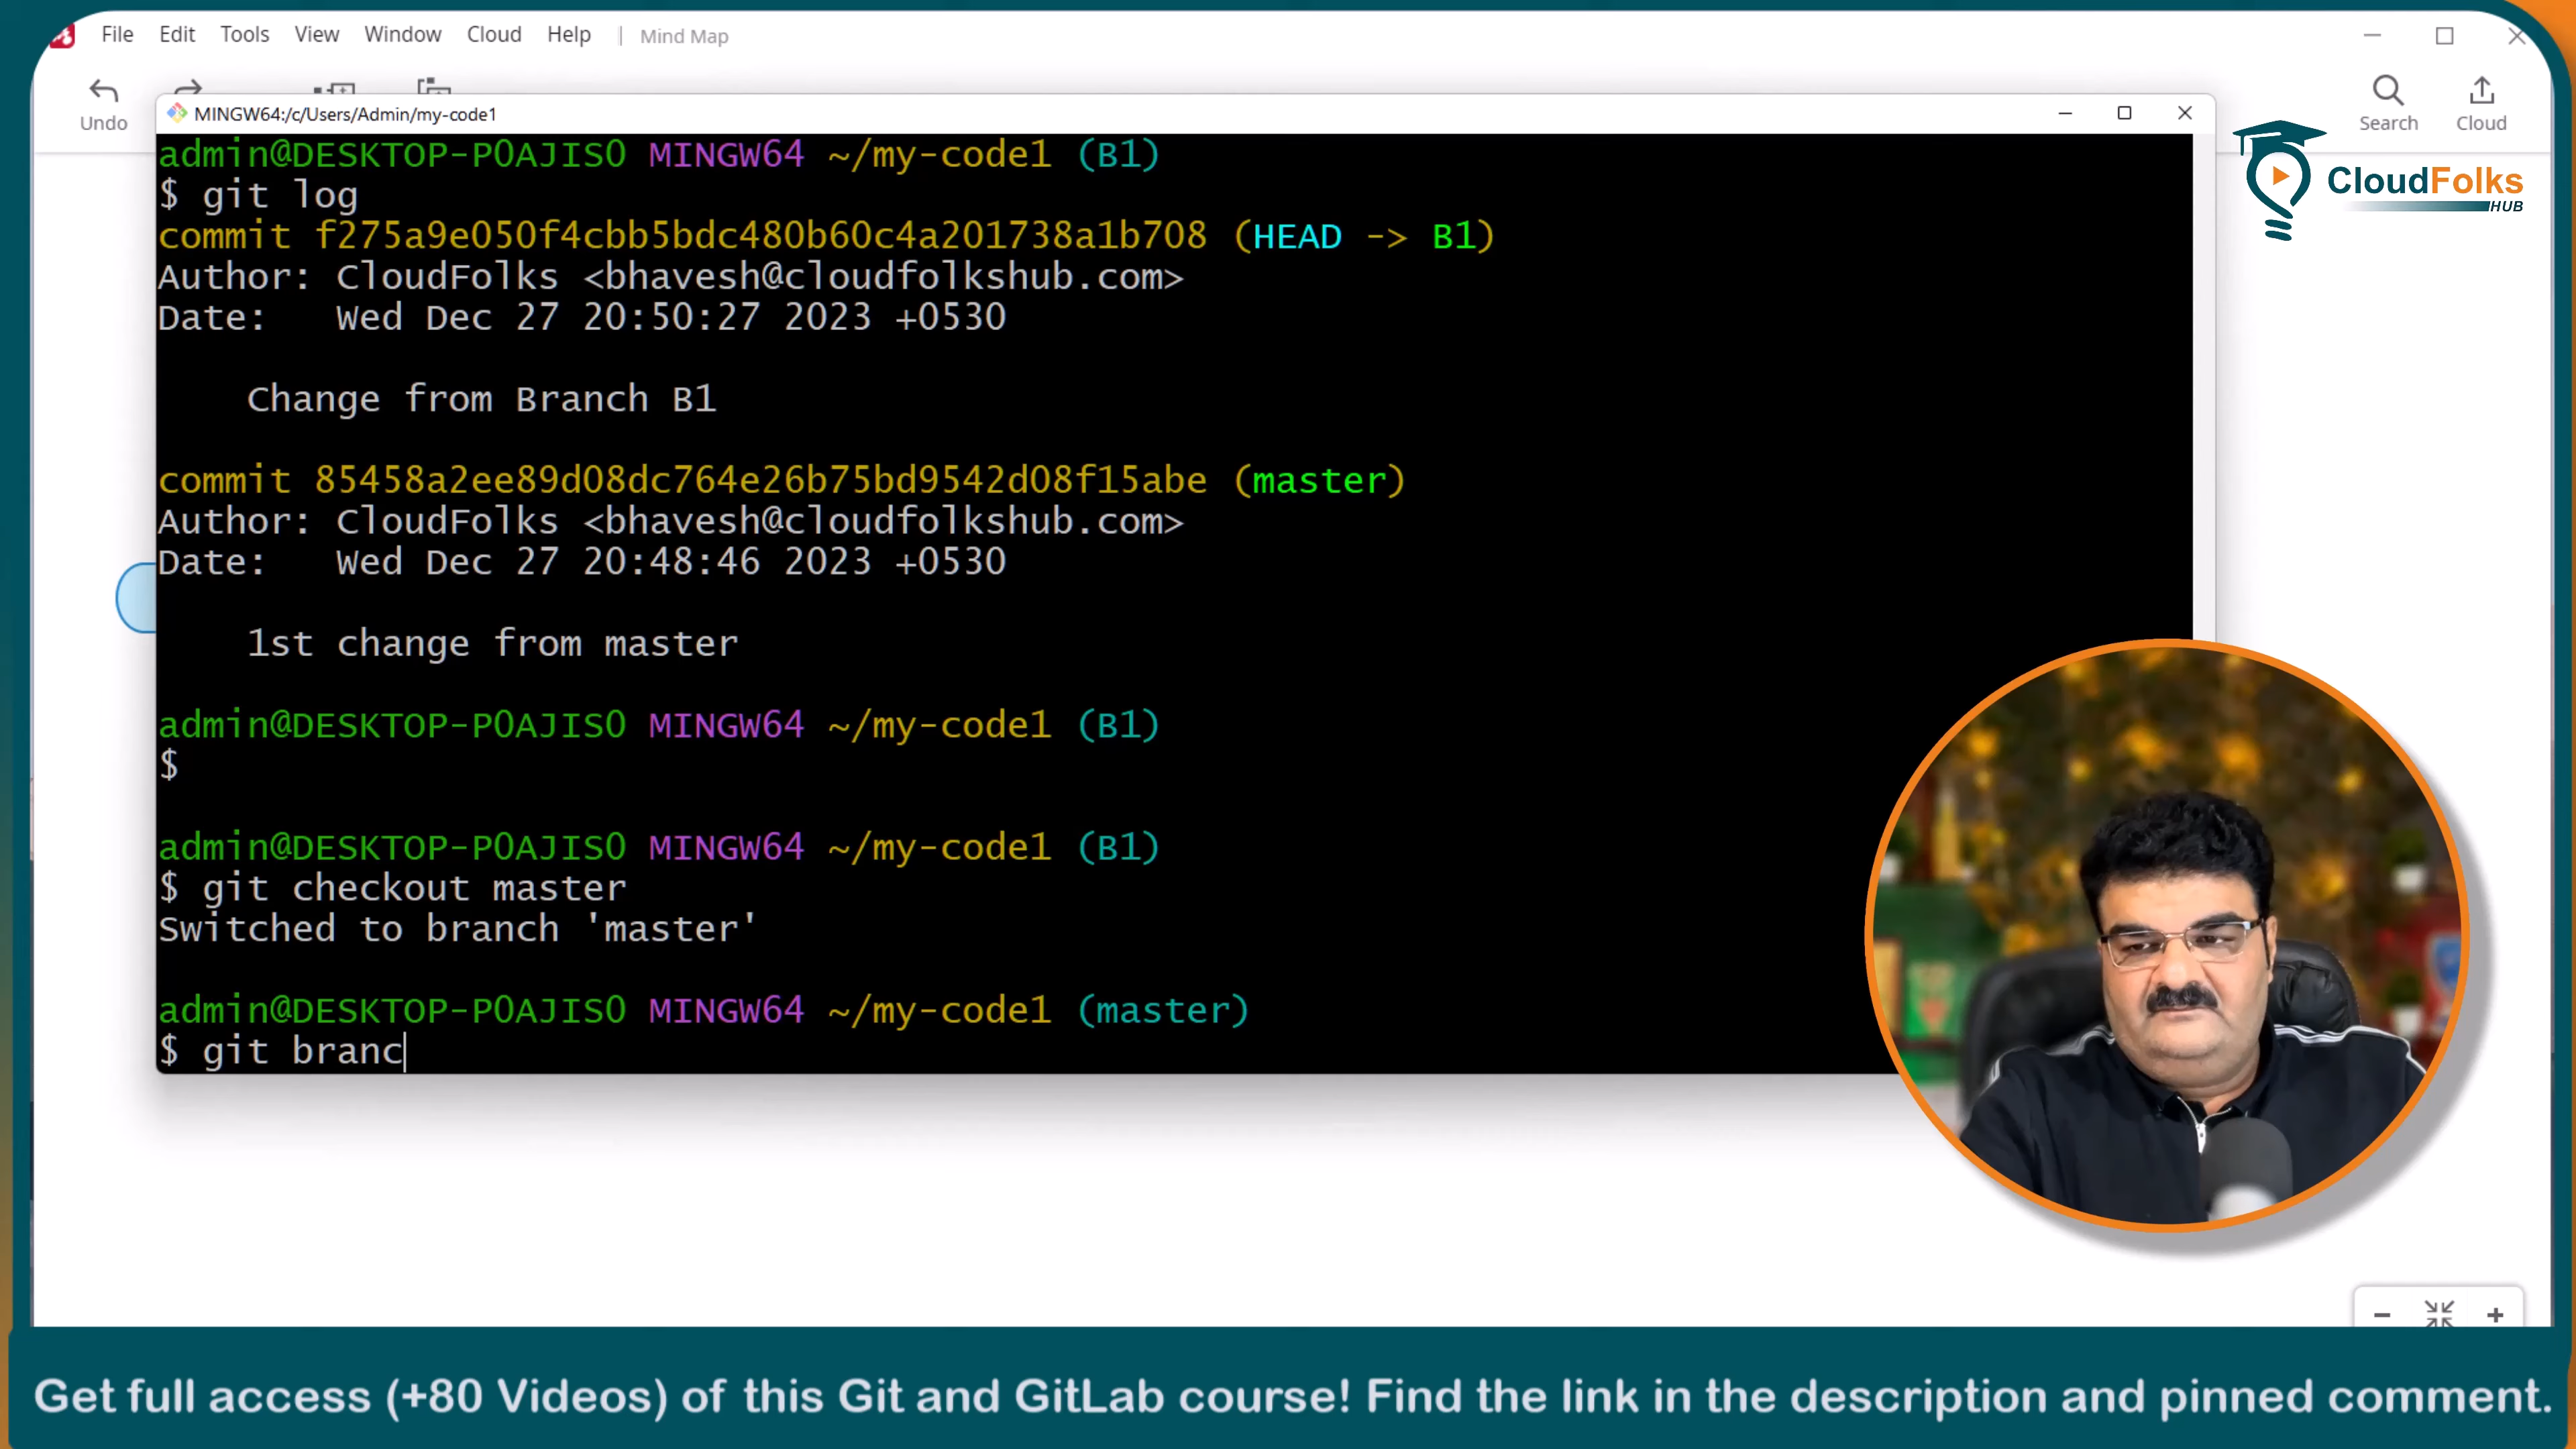 File Edit Tools View Window Cloud Help | Mind Map
Undo
Search
Cloud
MINGW64:/c/Users/Admin/my-code1
CloudFolks
HUB
admin@DESKTOP-P0AJIS0 MINGW64 ~/my-code1 (B1)
$ git log
commit f275a9e050f4cbb5bdc480b60c4a201738a1b708 (HEAD -> B1)
Author: CloudFolks <bhavesh@cloudfolkshub.com>
Date:   Wed Dec 27 20:50:27 2023 +0530
Change from Branch B1
commit 85458a2ee89d08dc764e26b75bd9542d08f15abe (master)
Author: CloudFolks <bhavesh@cloudfolkshub.com>
Date:   Wed Dec 27 20:48:46 2023 +0530
1st change from master
admin@DESKTOP-P0AJIS0 MINGW64 ~/my-code1 (B1)
$
admin@DESKTOP-P0AJIS0 MINGW64 ~/my-code1 (B1)
$ git checkout master
Switched to branch 'master'
admin@DESKTOP-P0AJIS0 MINGW64 ~/my-code1 (master)
$ git branc
Get full access (+80 Videos) of this Git and GitLab course! Find the link in the description and pinned comment.